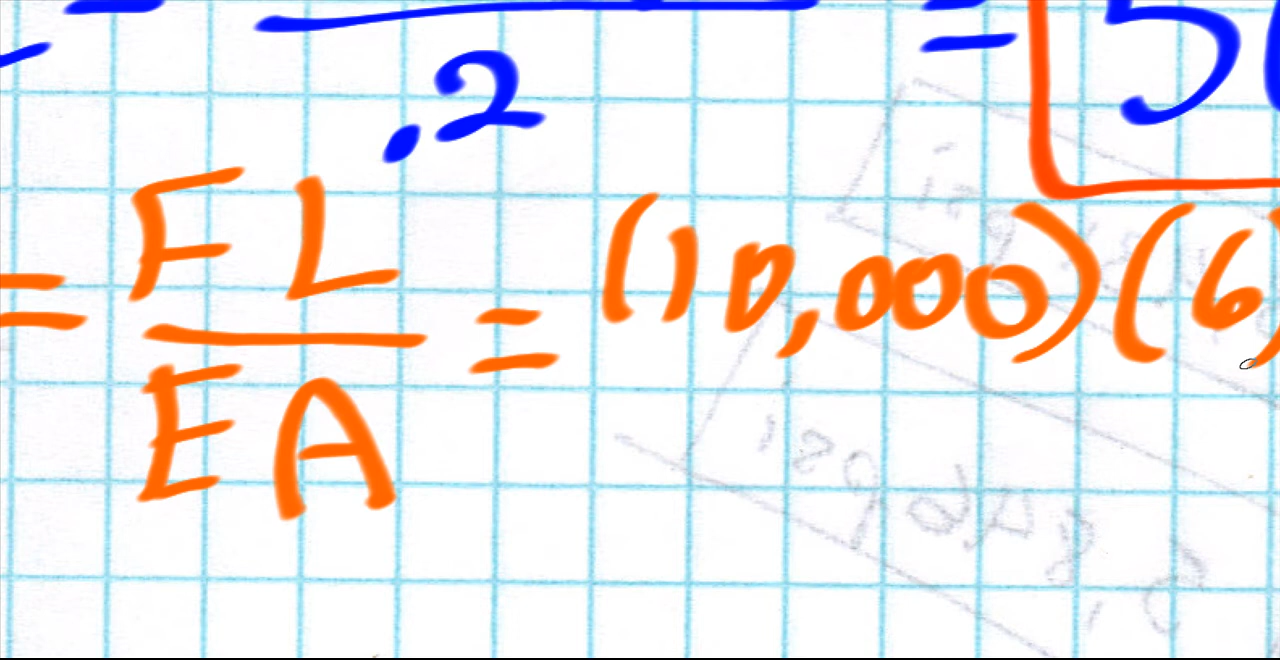 = .2 = 5
= FL / EA = (10,000)(6)